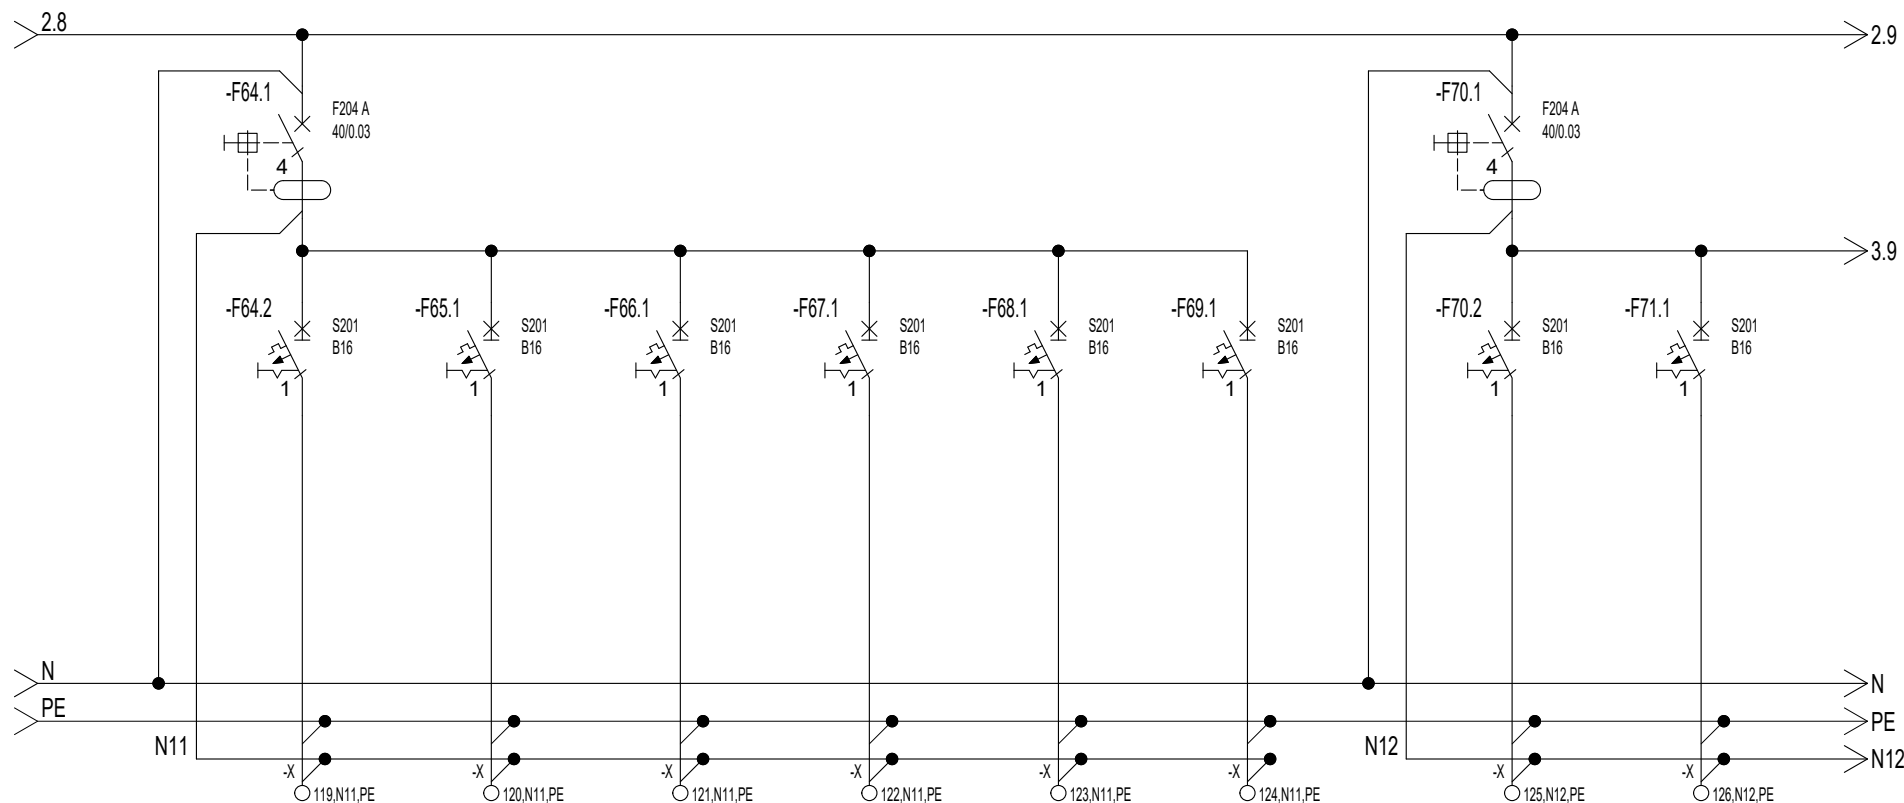 2.8
2.9
-F64.1
F204 A
40/0.03
4
-F70.1
F204 A
40/0.03
4
3.9
-F64.2
S201
B16
1
-F65.1
S201
B16
1
-F66.1
S201
B16
1
-F67.1
S201
B16
1
-F68.1
S201
B16
1
-F69.1
S201
B16
1
-F70.2
S201
B16
1
-F71.1
S201
B16
1
N
N
PE
PE
N11
N12
N12
-X
119,N11,PE
-X
120,N11,PE
-X
121,N11,PE
-X
122,N11,PE
-X
123,N11,PE
-X
124,N11,PE
-X
125,N12,PE
-X
126,N12,PE